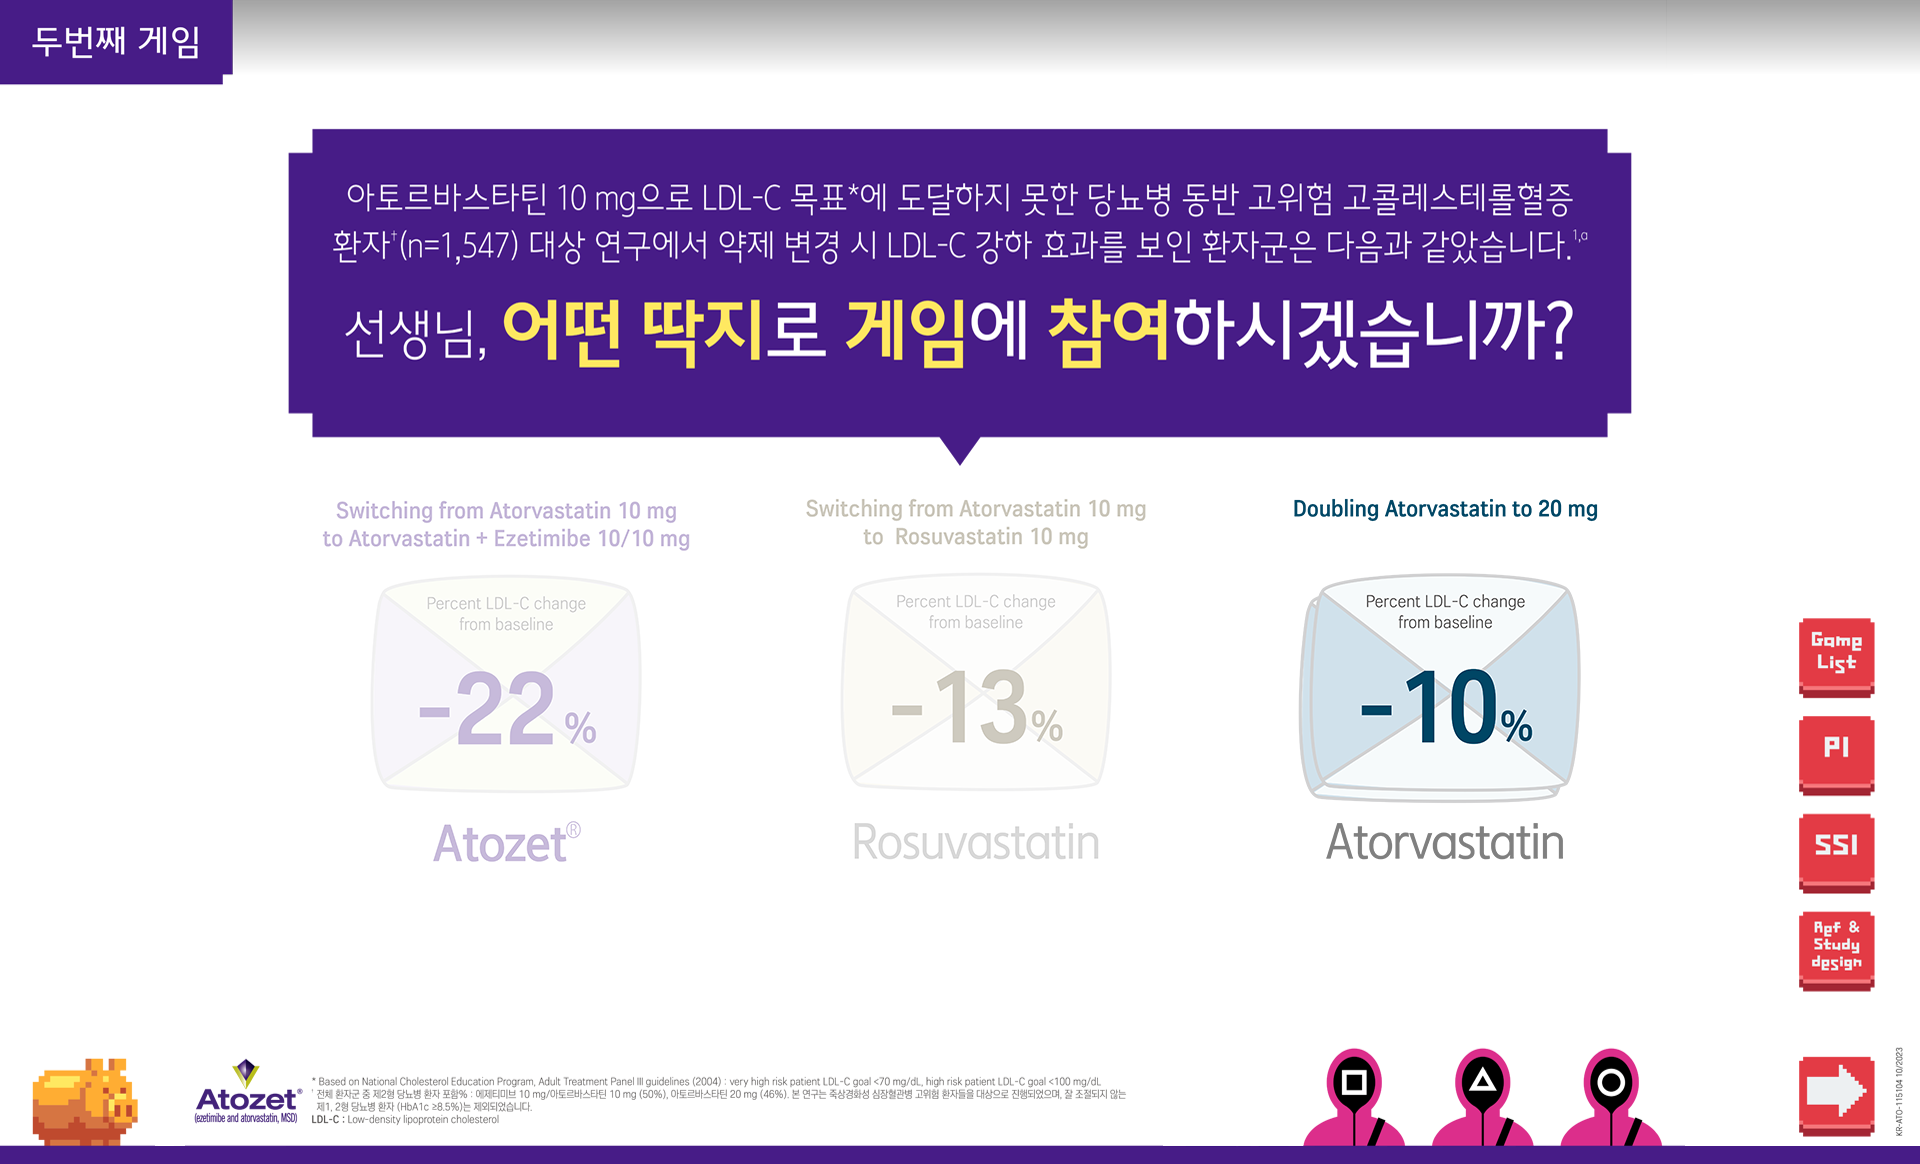 두번째 게임
아토르바스타틴 10 mg으로 LDL-C 목표*에 도달하지 못한 당뇨병 동반 고위험 고콜레스테롤혈증
환자†(n=1,547) 대상 연구에서 약제 변경 시 LDL-C 강하 효과를 보인 환자군은 다음과 같았습니다.1,a
선생님, 어떤 딱지로 게임에 참여하시겠습니까?
Switching from Atorvastatin 10 mg
to Atorvastatin + Ezetimibe 10/10 mg
Percent LDL-C change
from baseline
-22%
Atozet®
Switching from Atorvastatin 10 mg
to Rosuvastatin 10 mg
Percent LDL-C change
from baseline
-13%
Rosuvastatin
Doubling Atorvastatin to 20 mg
Percent LDL-C change
from baseline
-10%
Atorvastatin
Game
List
PI
SSI
Ref &
Study
design
Atozet®
(ezetimibe and atorvastatin, MSD)
* Based on National Cholesterol Education Program, Adult Treatment Panel III guidelines (2004) : very high risk patient LDL-C goal <70 mg/dL, high risk patient LDL-C goal <100 mg/dL
† 전체 환자군 중 제2형 당뇨병 환자 포함% : 에제티미브 10 mg/아토르바스타틴 10 mg (50%), 아토르바스타틴 20 mg (46%). 본 연구는 죽상경화성 심장혈관병 고위험 환자들을 대상으로 진행되었으며, 잘 조절되지 않는
제1, 2형 당뇨병 환자 (HbA1c ≥8.5%)는 제외되었습니다.
LDL-C : Low-density lipoprotein cholesterol
KR-ATO-115104 10/2023